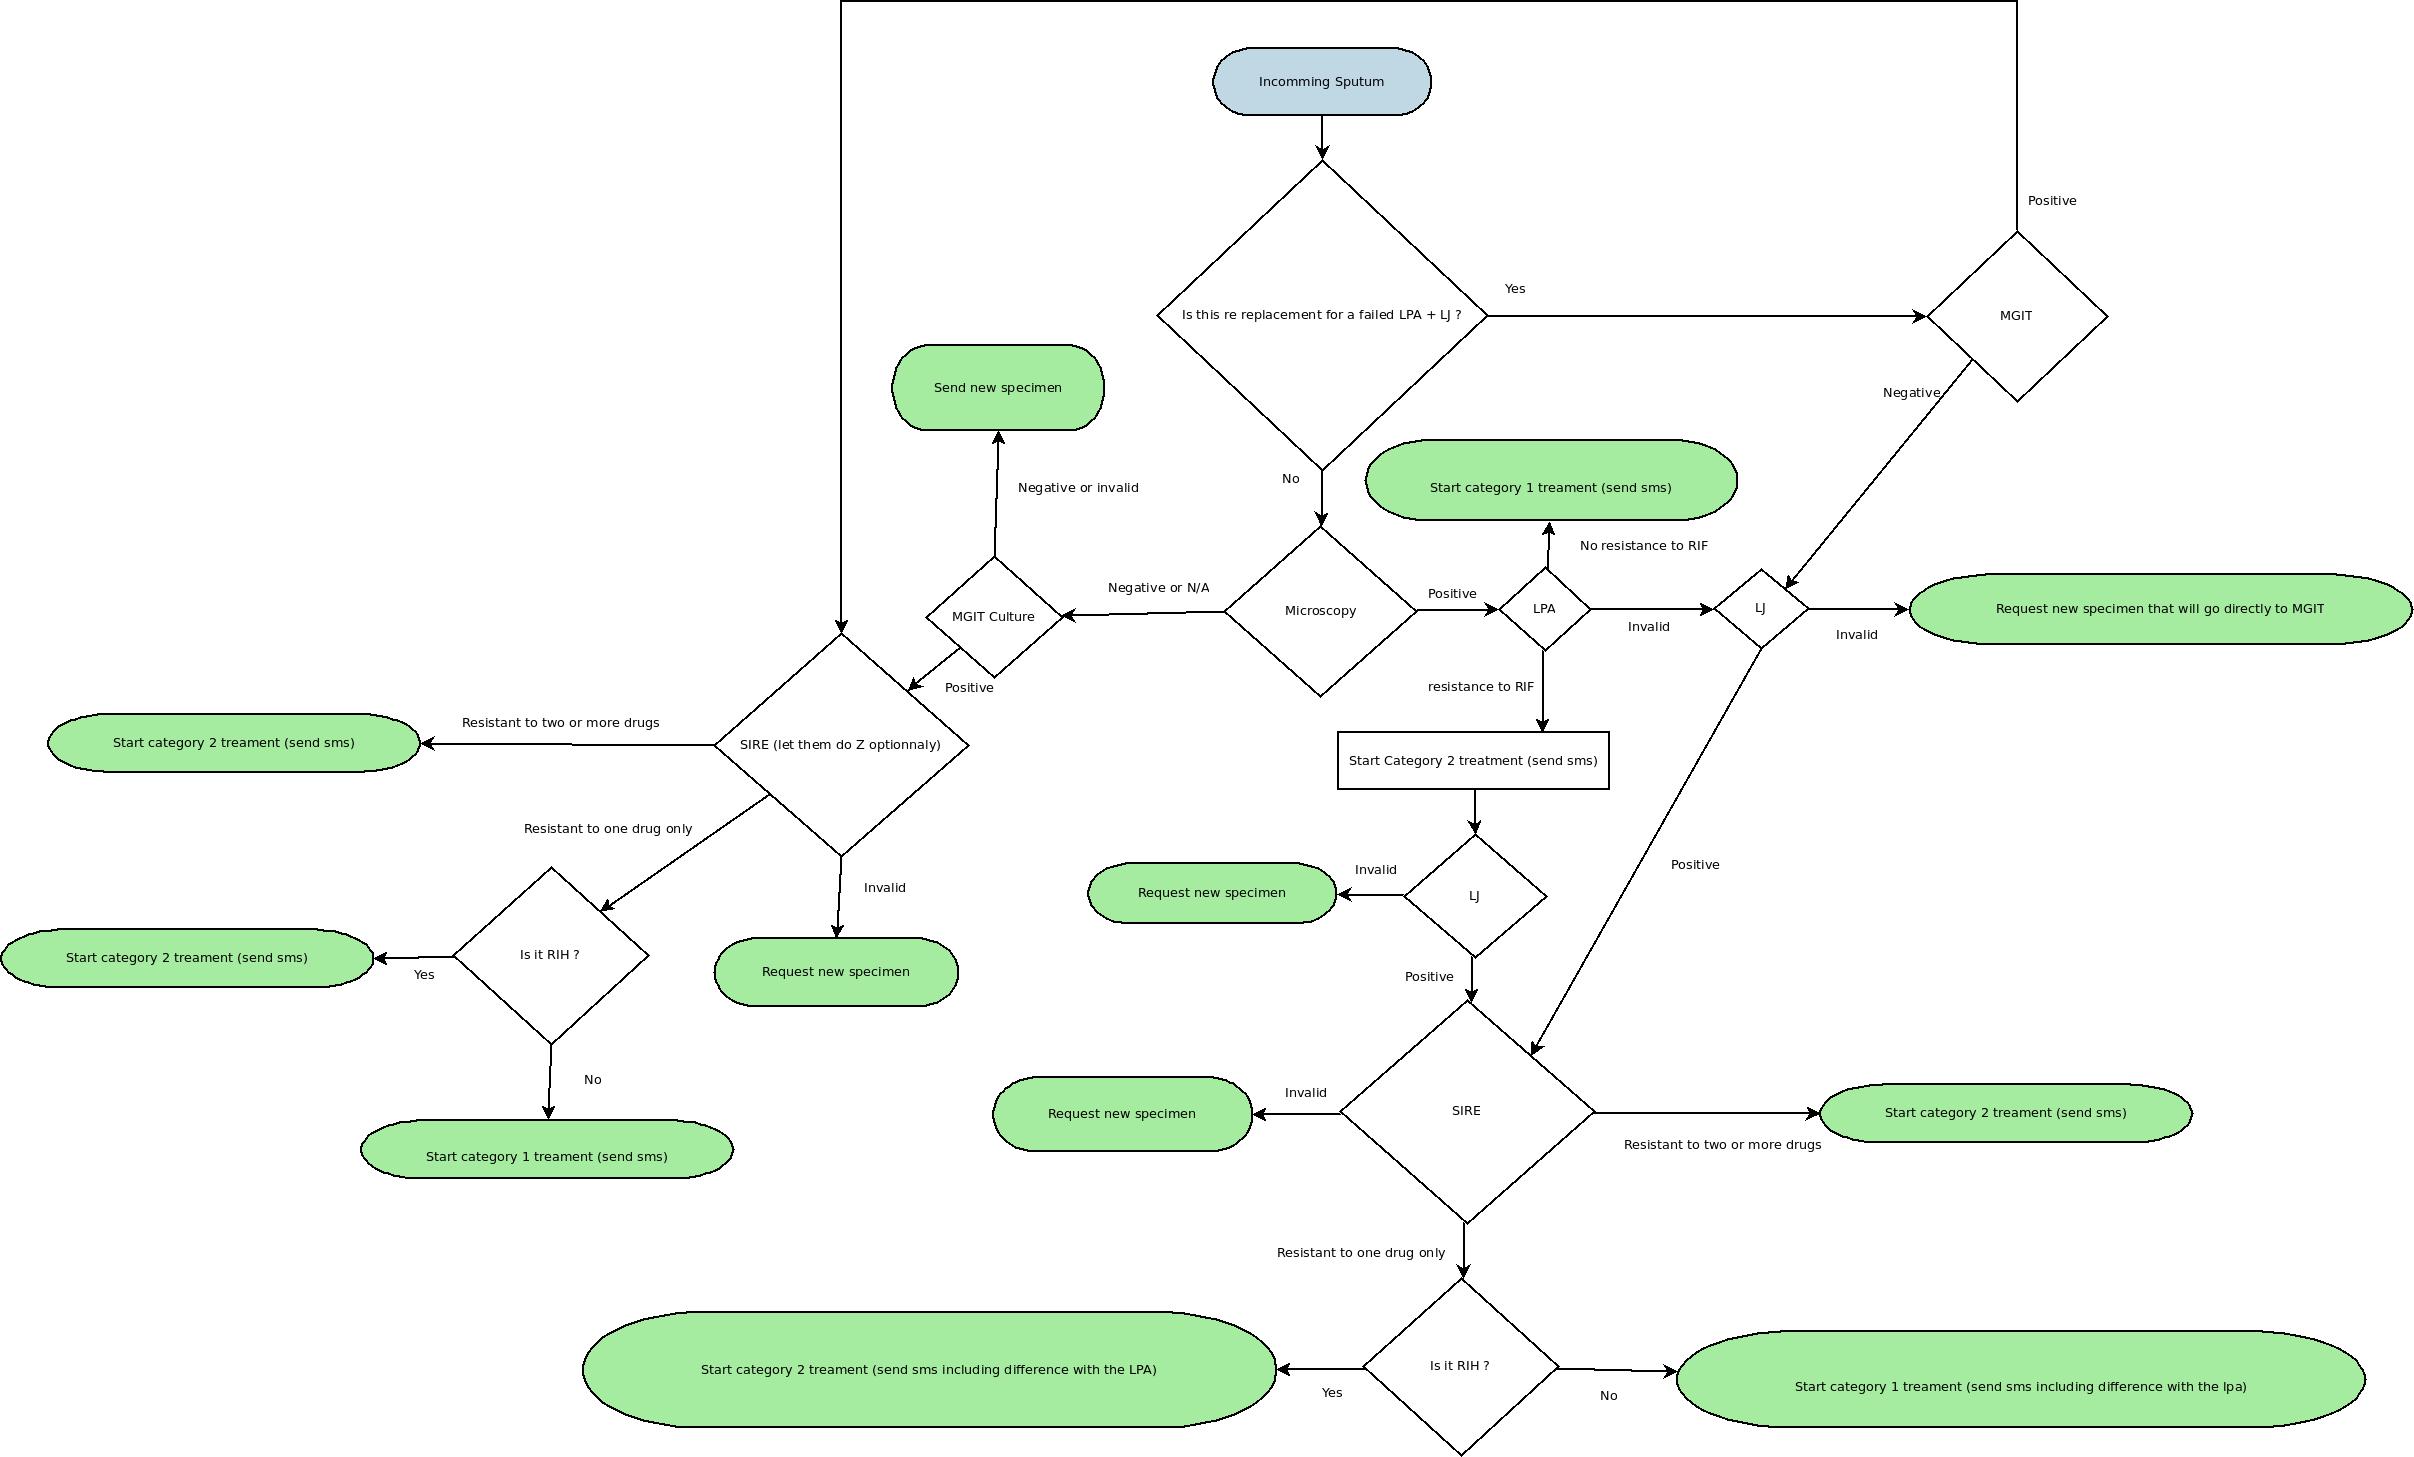 Incomming Sputum
Positive
Yes
Is this re replacement for a failed LPA + LJ ?
MGIT
Send new specimen
Negative
No
Negative or invalid
Start category 1 treament (send sms)
No resistance to RIF
Negative or N/A
Positive
MGIT Culture
Microscopy
LPA
LJ
Request new specimen that will go directly to MGIT
Invalid
Invalid
Positive
resistance to RIF
Resistant to two or more drugs
Start category 2 treament (send sms)
SIRE (let them do Z optionnaly)
Start Category 2 treatment (send sms)
Resistant to one drug only
Positive
Invalid
Invalid
Request new specimen
LJ
Is it RIH ?
Start category 2 treament (send sms)
Yes
Request new specimen
Positive
No
Invalid
Request new specimen
SIRE
Start category 2 treament (send sms)
Resistant to two or more drugs
Start category 1 treament (send sms)
Resistant to one drug only
Start category 2 treament (send sms including difference with the LPA)
Is it RIH ?
Yes
No
Start category 1 treament (send sms including difference with the lpa)